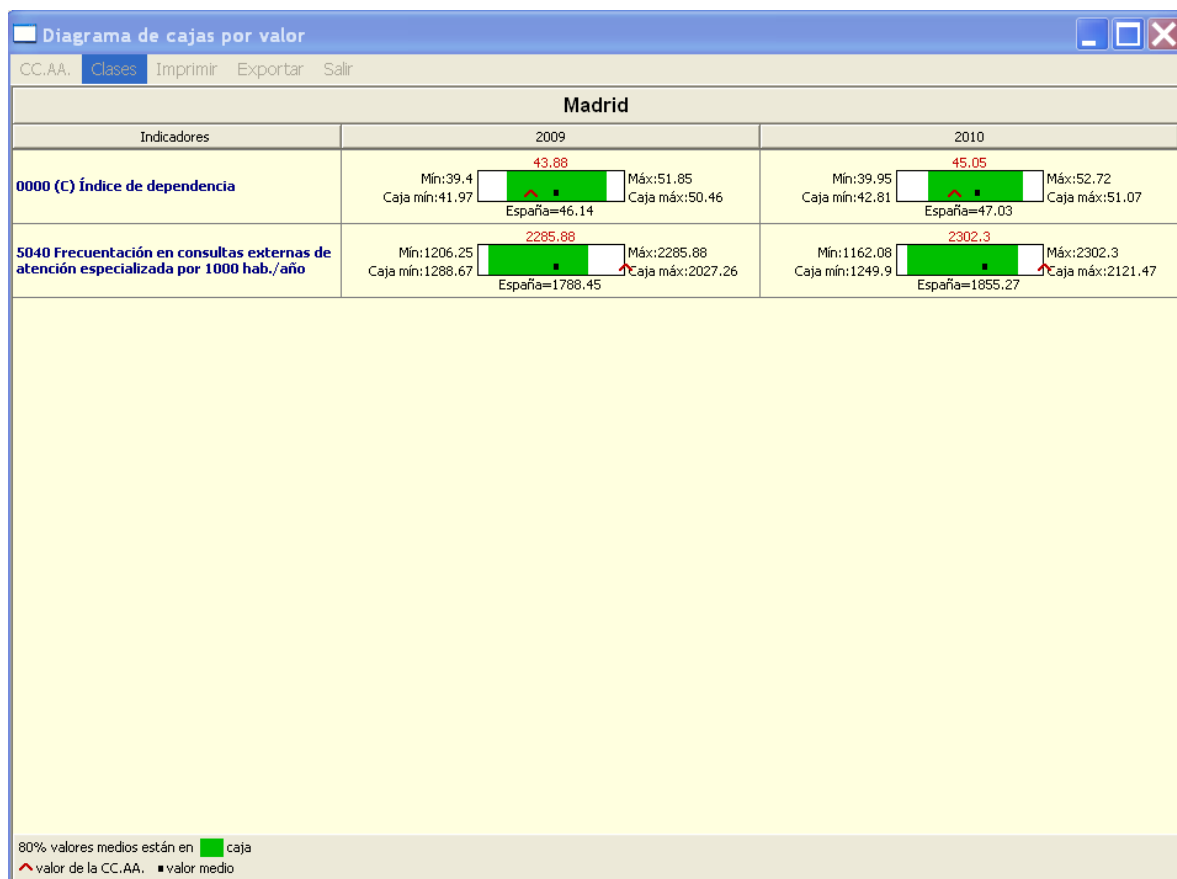 Diagrama de cajas por valor
CC.AA. Clases Imprimir Exportar Salir
Madrid
Indicadores 2009 2010
0000 (C) Índice de dependencia
43.88
Mín:39.4 Máx:51.85
Caja mín:41.97 Caja máx:50.46
España=46.14
45.05
Mín:39.95 Máx:52.72
Caja mín:42.81 Caja máx:51.07
España=47.03
5040 Frecuentación en consultas externas de
atención especializada por 1000 hab./año
2285.88
Mín:1206.25 Máx:2285.88
Caja mín:1288.67 Caja máx:2027.26
España=1788.45
2302.3
Mín:1162.08 Máx:2302.3
Caja mín:1249.9 Caja máx:2121.47
España=1855.27
80% valores medios están en caja
valor de la CC.AA. valor medio